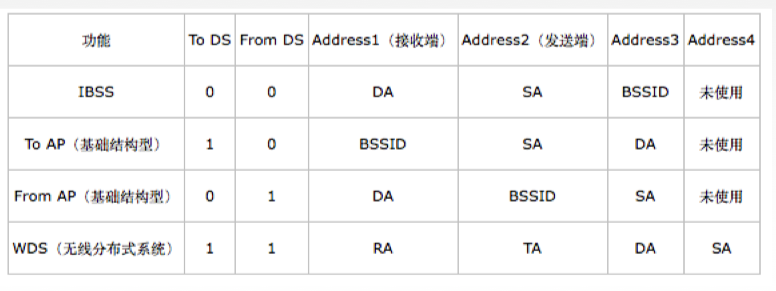 功能 To DS From DS Address1（接收端） Address2（发送端） Address3 Address4
IBSS 0 0 DA SA BSSID 未使用
To AP（基础结构型） 1 0 BSSID SA DA 未使用
From AP（基础结构型） 0 1 DA BSSID SA 未使用
WDS（无线分布式系统） 1 1 RA TA DA SA